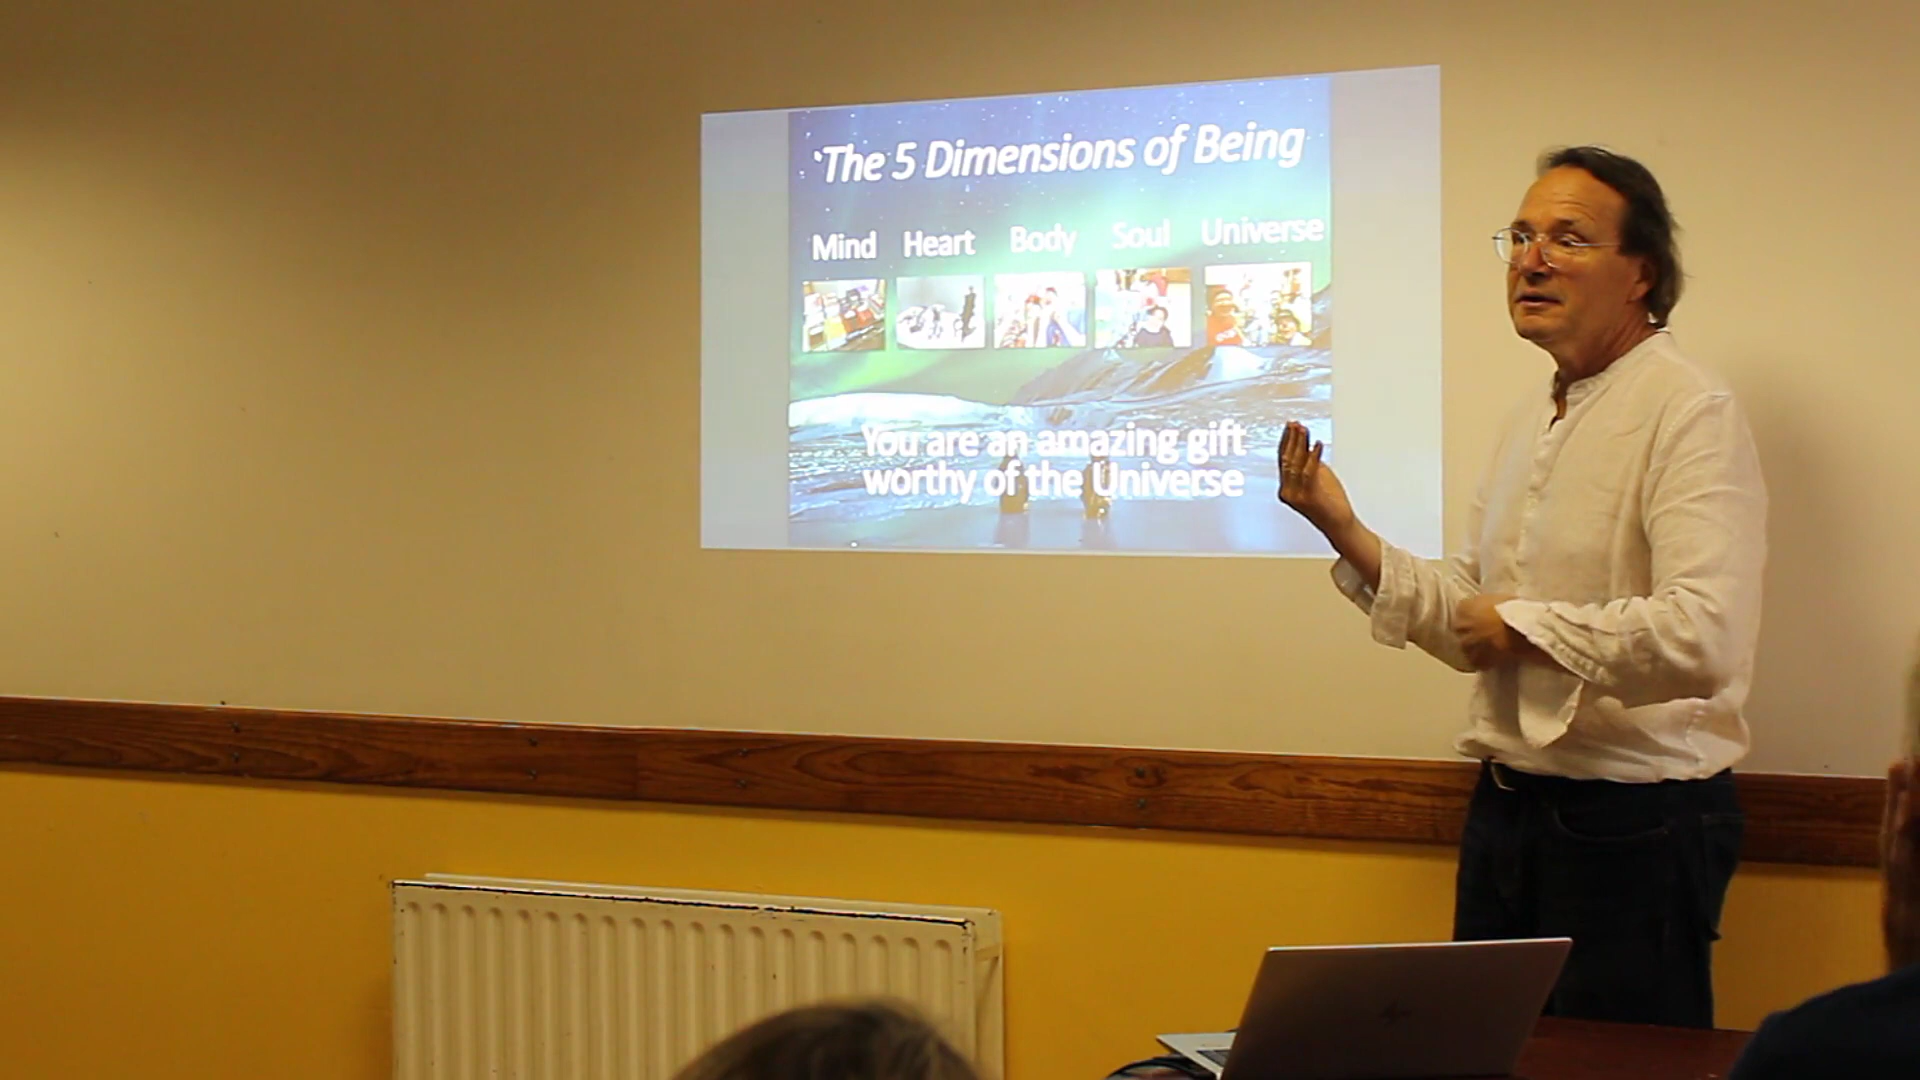 'The 5 Dimensions of Being
Mind Heart Body Soul Universe
You are an amazing gift
worthy of the Universe
hp